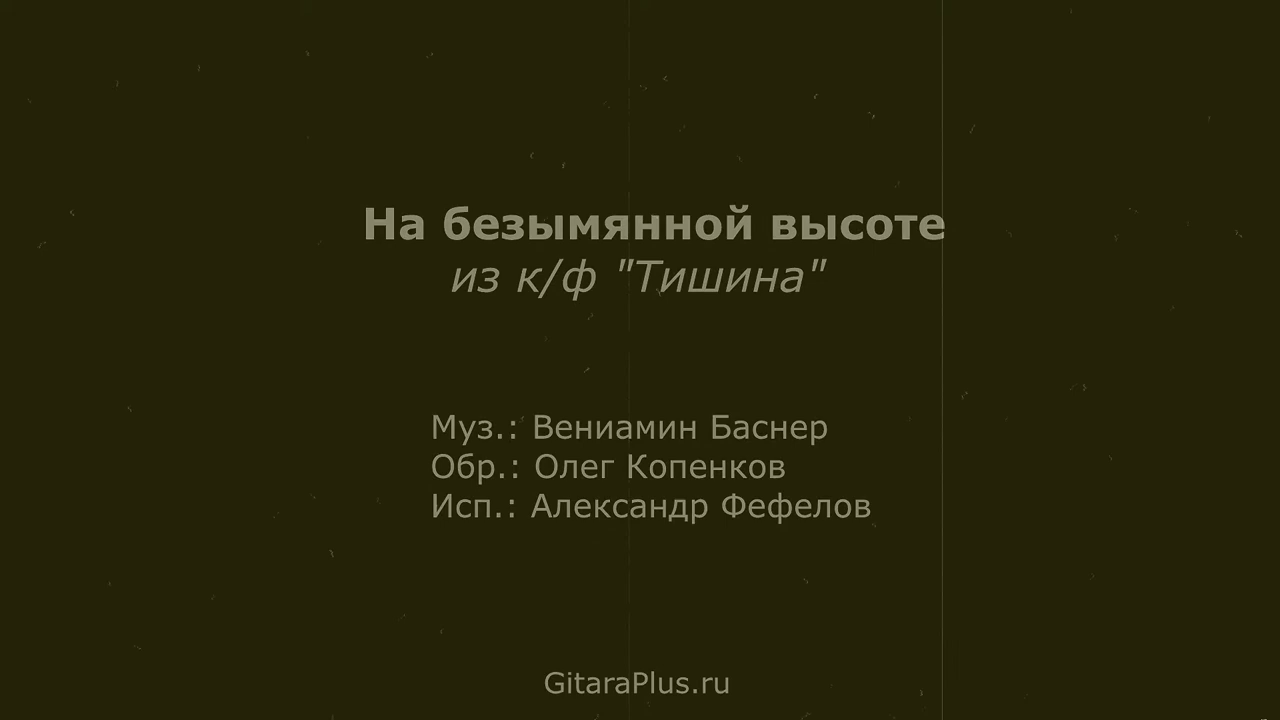 На безымянной высоте
из к/ф "Тишина"
Муз.: Вениамин Баснер
Обр.: Олег Копенков
Исп.: Александр Фефелов
GitaraPlus.ru